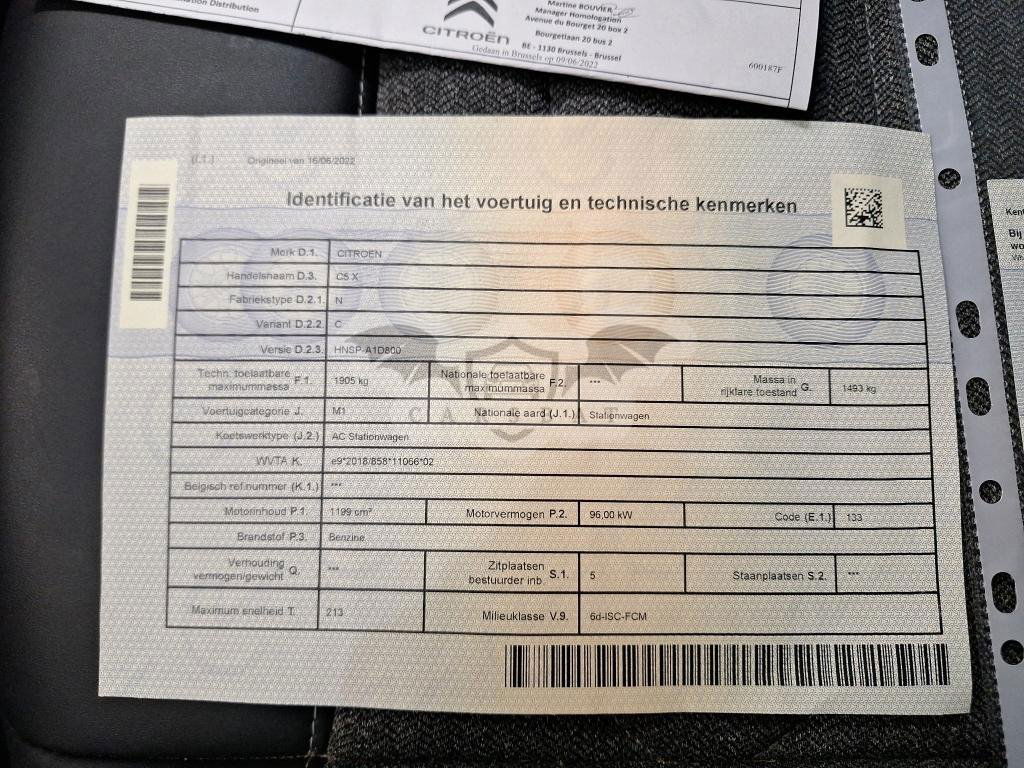 Distribution
Martine BOUVIER
Manager Homologation
Avenue du Bourget 20 box 2
Bourgetlaan 20 bus 2
BE - 1130 Brussels - Brussel
CITROËN
Gedaan in Brussels op 09/06/2022
600187F
(I.1.) Origineel van 16/06/2022
Identificatie van het voertuig en technische kenmerken
Merk D.1. CITROEN
Handelsnaam D.3. C5 X
Fabriekstype D.2.1. N
Variant D.2.2. C
Versie D.2.3. HNSP-A1D800
Techn. toelaatbare maximummassa F.1. 1905 kg Nationale toelaatbare maximummassa F.2. --- Massa in rijklare toestand G. 1493 kg
Voertuigcategorie J. M1 Nationale aard (J.1.) Stationwagen
Koetswerktype (J.2.) AC Stationwagen
WVTA K. e9*2018/858*11066*02
Belgisch ref.nummer (K.1.) ---
Motorinhoud P.1. 1199 cm³ Motorvermogen P.2. 96,00 kW Code (E.1.) 133
Brandstof P.3. Benzine
Verhouding vermogen/gewicht Q. --- Zitplaatsen bestuurder inb. S.1. 5 Staanplaatsen S.2. ---
Maximum snelheid T. 213 Milieuklasse V.9. 6d-ISC-FCM
Bij